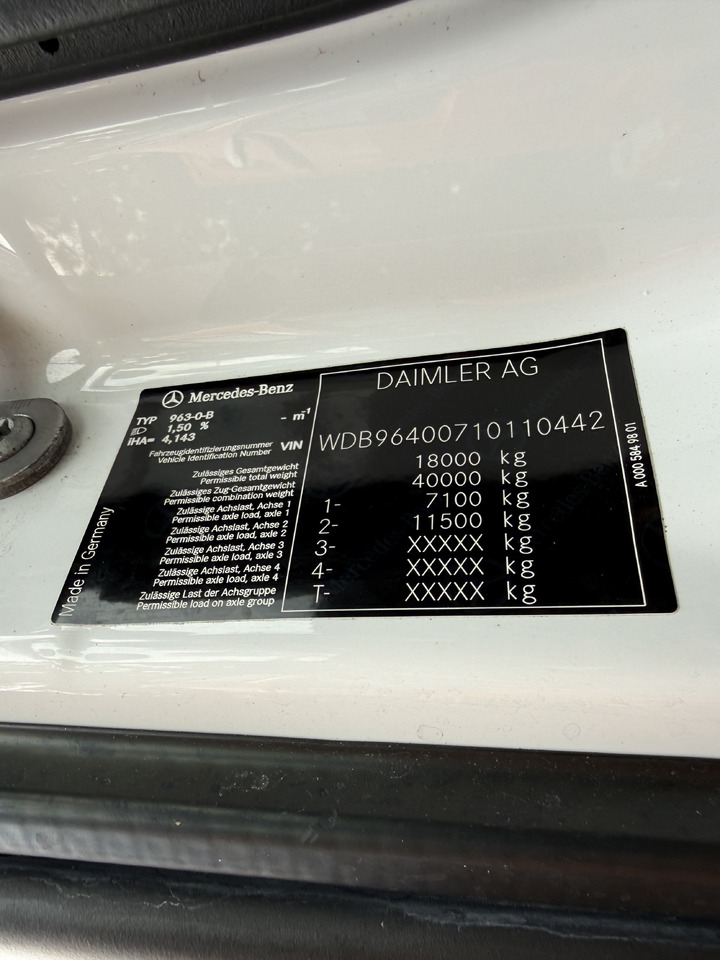 Mercedes-Benz
DAIMLER AG
TYP 963-0-B
1,50 % - m⁻¹
iHA= 4,143
Fahrzeugidentifizierungsnummer
Vehicle Identification Number VIN WDB96400710110442
Zulässiges Gesamtgewicht
Permissible total weight 18000 kg
Zulässiges Zug-Gesamtgewicht
Permissible combination weight 40000 kg
Zulässige Achslast, Achse 1
Permissible axle load, axle 1 1- 7100 kg
Zulässige Achslast, Achse 2
Permissible axle load, axle 2 2- 11500 kg
Zulässige Achslast, Achse 3
Permissible axle load, axle 3 3- XXXXX kg
Zulässige Achslast, Achse 4
Permissible axle load, axle 4 4- XXXXX kg
Zulässige Last der Achsgruppe
Permissible load on axle group T- XXXXX kg
Made in Germany
A 000 584 98 01